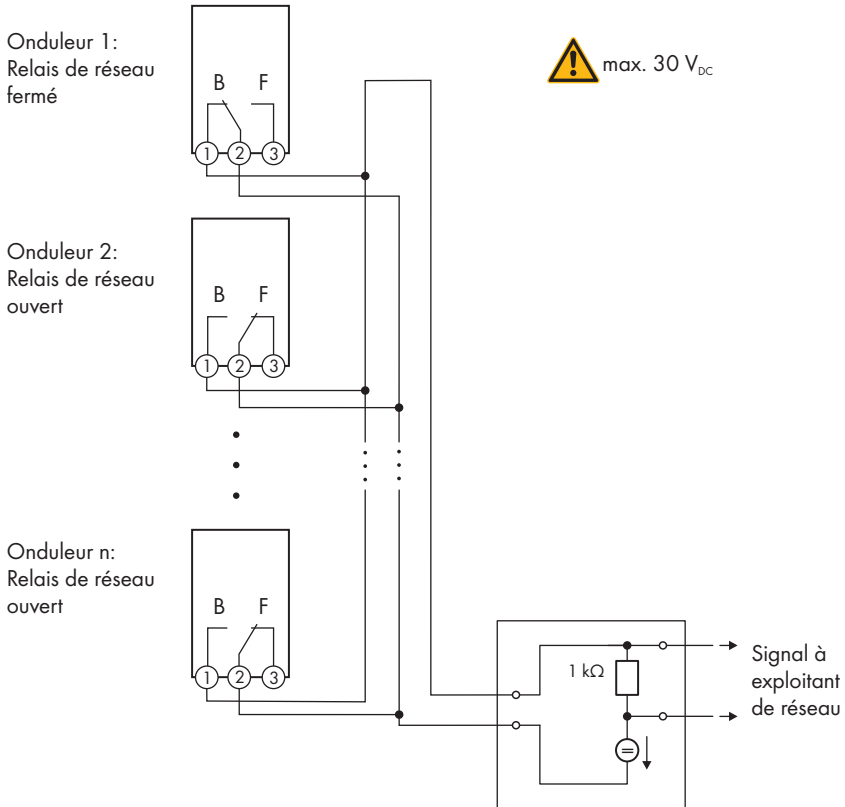 Onduleur 1:
Relais de réseau
fermé
B F
1 2 3
max. 30 VDC
Onduleur 2:
Relais de réseau
ouvert
B F
1 2 3
Onduleur n:
Relais de réseau
ouvert
B F
1 2 3
1 kΩ
Signal à
exploitant
de réseau